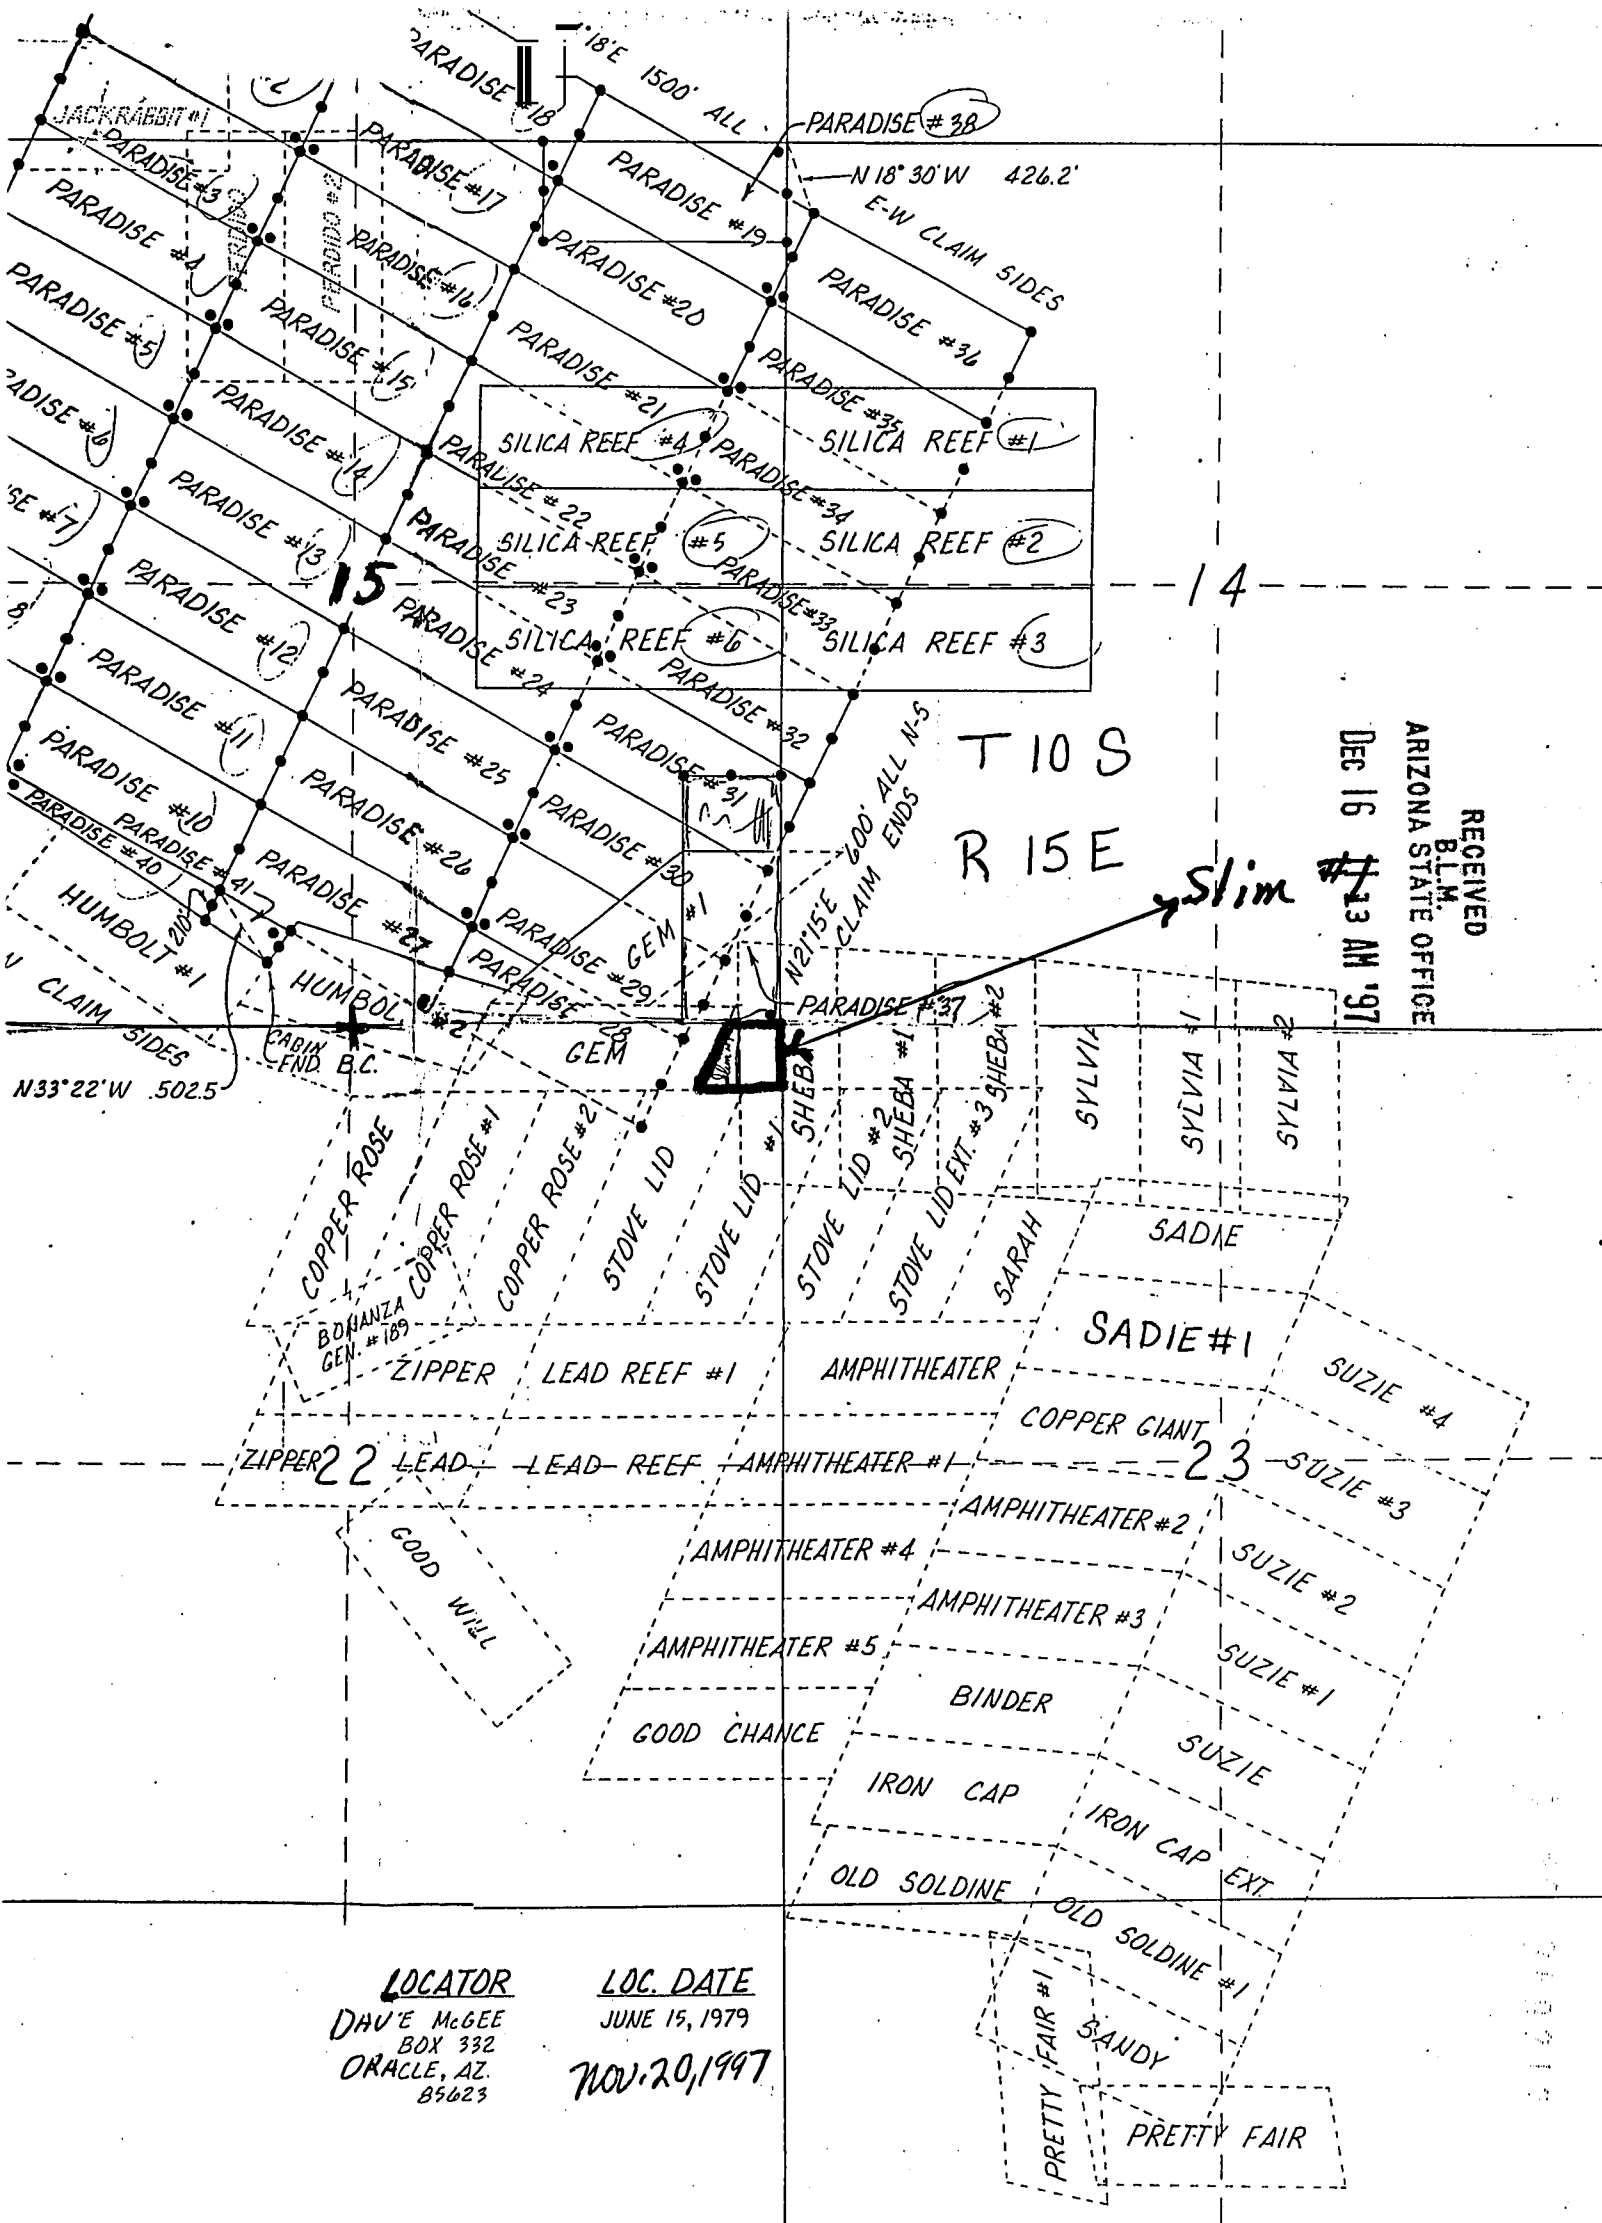 18'E 1500' ALL
E-W CLAIM SIDES
PARADISE #38
N 18° 30' W 426.2'
JACKRABBIT #1
PARADISE #18
PARADISE #17
PARADISE #19
PARADISE #3
PARADISE #4
PERDIDO #2
PARADISE #16
PARADISE #20
PARADISE #36
PARADISE #5
PARADISE #15
PARADISE #21
PARADISE #35
PARADISE #14
SILICA REEF #4
SILICA REEF #1
PARADISE #22
PARADISE #34
PARADISE #13
SILICA REEF #5
SILICA REEF #2
15
14
PARADISE #12
PARADISE #23
PARADISE #33
SILICA REEF #6
SILICA REEF #3
PARADISE #24
PARADISE #32
PARADISE #11
PARADISE #25
PARADISE #31
PARADISE #10
PARADISE #26
PARADISE #30
N21°15'E 600' ALL N-S
CLAIM ENDS
T 10 S
R 15 E
Slim #1
RECEIVED
B.L.M.
ARIZONA STATE OFFICE
DEC 16
33 AM '97
PARADISE #40
PARADISE #41
PARADISE #27
PARADISE #29
PARADISE 28
PARADISE #37
GEM #1
GEM
HUMBOLT #1
HUMBOL #2
210'
CLAIM SIDES
CABIN
FND. B.C.
N33°22'W 502.5
SHEBA
SHEBA #1
SHEBA #2
SYLVIA
SYLVIA #1
SYLVIA #2
COPPER ROSE
COPPER ROSE #1
COPPER ROSE #2
STOVE LID
STOVE LID #1
STOVE LID #2
STOVE LID EXT. #3
SARAH
SADIE
SADIE #1
BONANZA
GEN. #189
ZIPPER
LEAD REEF #1
AMPHITHEATER
COPPER GIANT
SUZIE #4
ZIPPER
22
LEAD
LEAD REEF
AMPHITHEATER #1
23
SUZIE #3
GOOD WILL
AMPHITHEATER #4
AMPHITHEATER #2
SUZIE #2
AMPHITHEATER #5
AMPHITHEATER #3
SUZIE #1
GOOD CHANCE
BINDER
SUZIE
IRON CAP
IRON CAP EXT.
OLD SOLDINE
OLD SOLDINE #1
SANDY
PRETTY FAIR #1
PRETTY FAIR
LOCATOR
DAVE McGEE
BOX 332
ORACLE, AZ.
85623
LOC. DATE
JUNE 15, 1979
NOV. 20, 1997